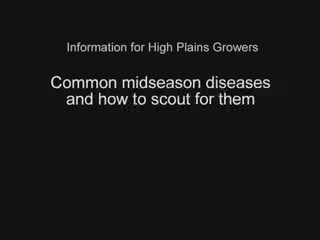 Information for High Plains Growers
Common midseason diseases
and how to scout for them